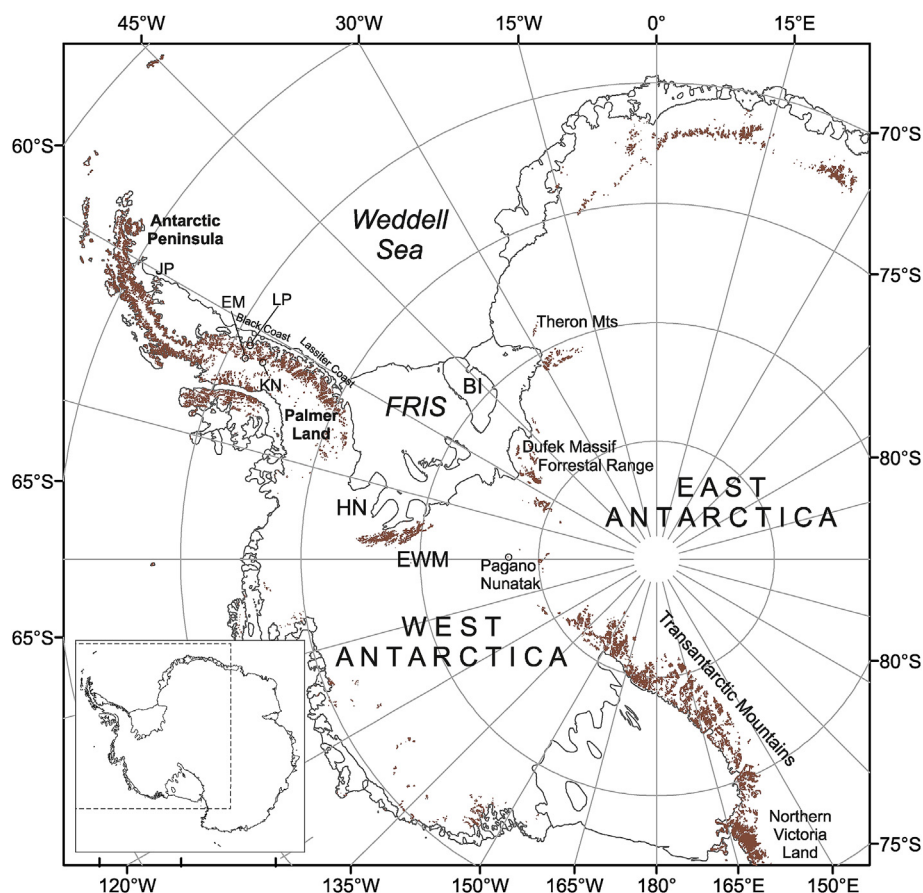 45°W
30°W
15°W
0°
15°E
60°S
70°S
Antarctic
Peninsula
Weddell
Sea
JP
EM
LP
Black Coast
Lassiter Coast
75°S
Theron Mts
KN
BI
FRIS
Palmer
Land
Dufek Massif
Forrestal Range
80°S
65°S
HN
EAST
ANTARCTICA
EWM
Pagano
Nunatak
WEST
ANTARCTICA
65°S
Transantarctic Mountains
80°S
Northern
Victoria
Land
75°S
120°W
135°W
150°W
165°W
180°
165°E
150°E